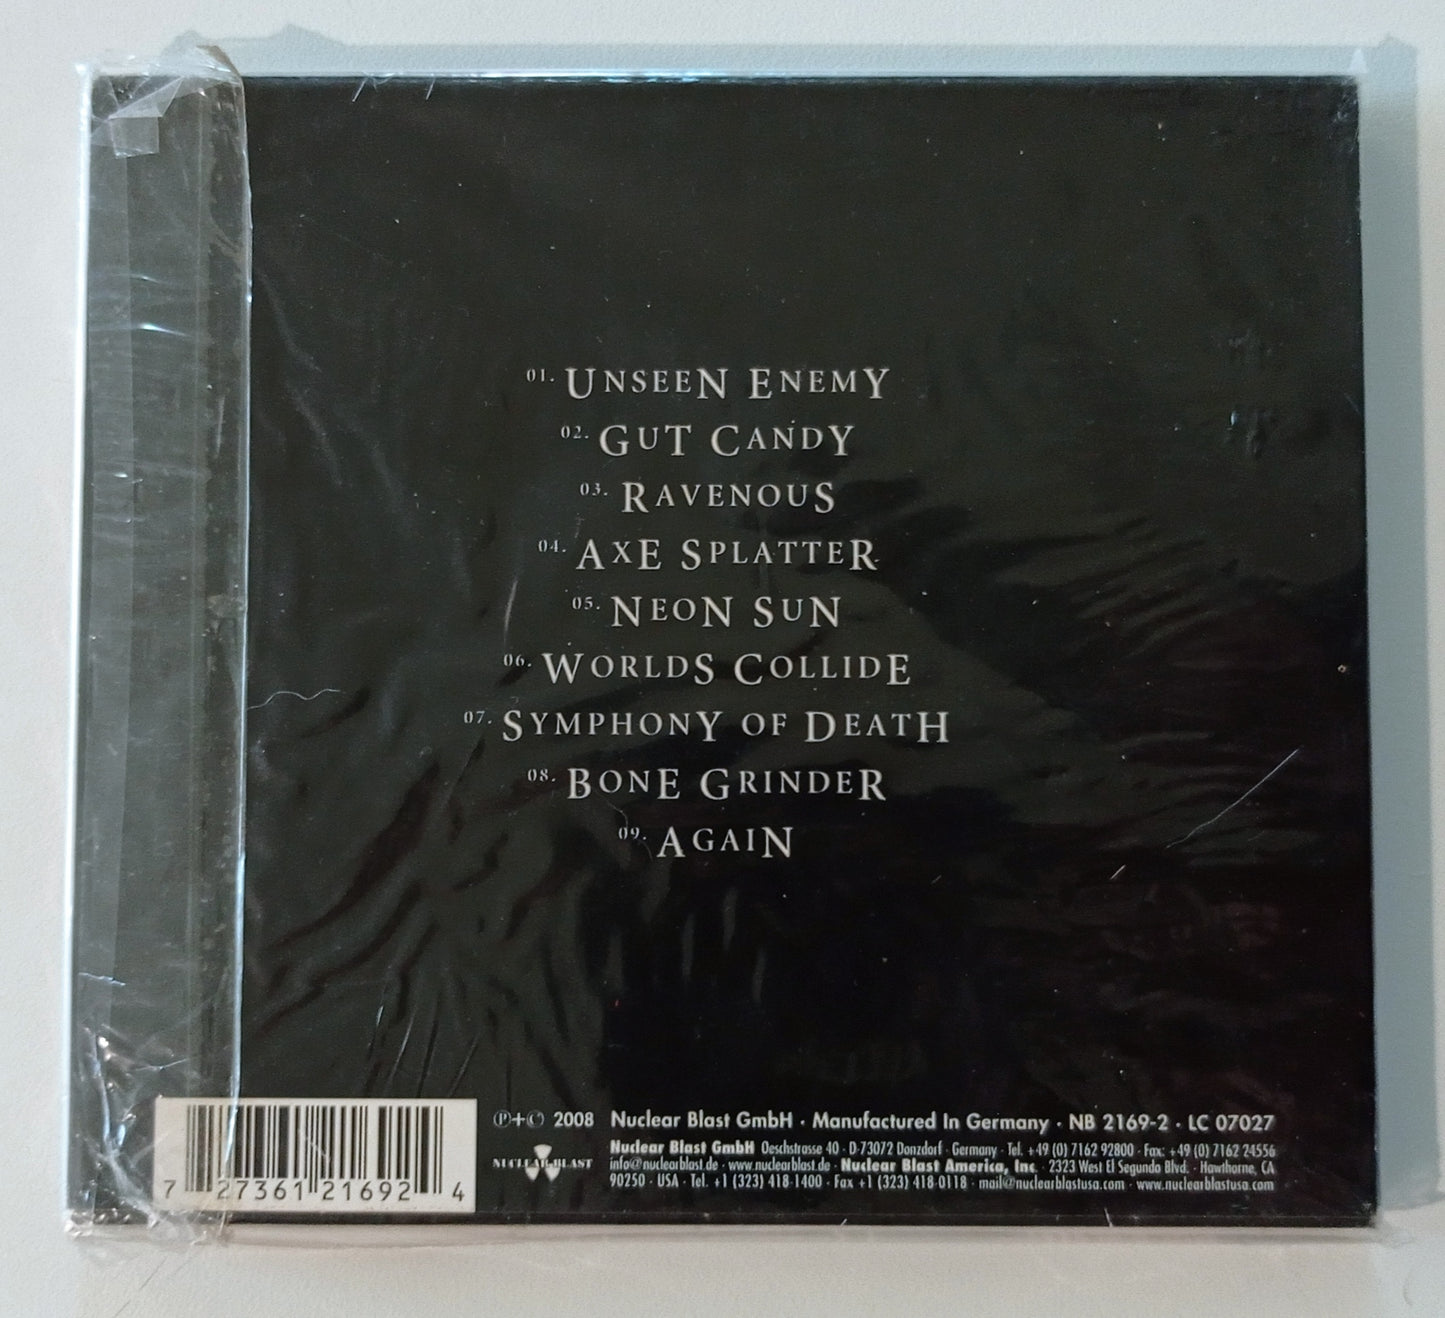 01. UNSEEN ENEMY
02. GUT CANDY
03. RAVENOUS
04. AXE SPLATTER
05. NEON SUN
06. WORLDS COLLIDE
07. SYMPHONY OF DEATH
08. BONE GRINDER
09. AGAIN
7 27361 21692 4
NUCLEAR BLAST
Ⓟ+© 2008 Nuclear Blast GmbH · Manufactured In Germany · NB 2169-2 · LC 07027
Nuclear Blast GmbH Oeschstrasse 40 · D-73072 Donzdorf · Germany · Tel. +49 (0) 7162 92800 · Fax: +49 (0) 7162 24556
info@nuclearblast.de · www.nuclearblast.de · Nuclear Blast America, Inc. · 2323 West El Segundo Blvd. · Hawthorne, CA
90250 · USA · Tel. +1 (323) 418-1400 · Fax +1 (323) 418-0118 · mail@nuclearblastusa.com · www.nuclearblastusa.com